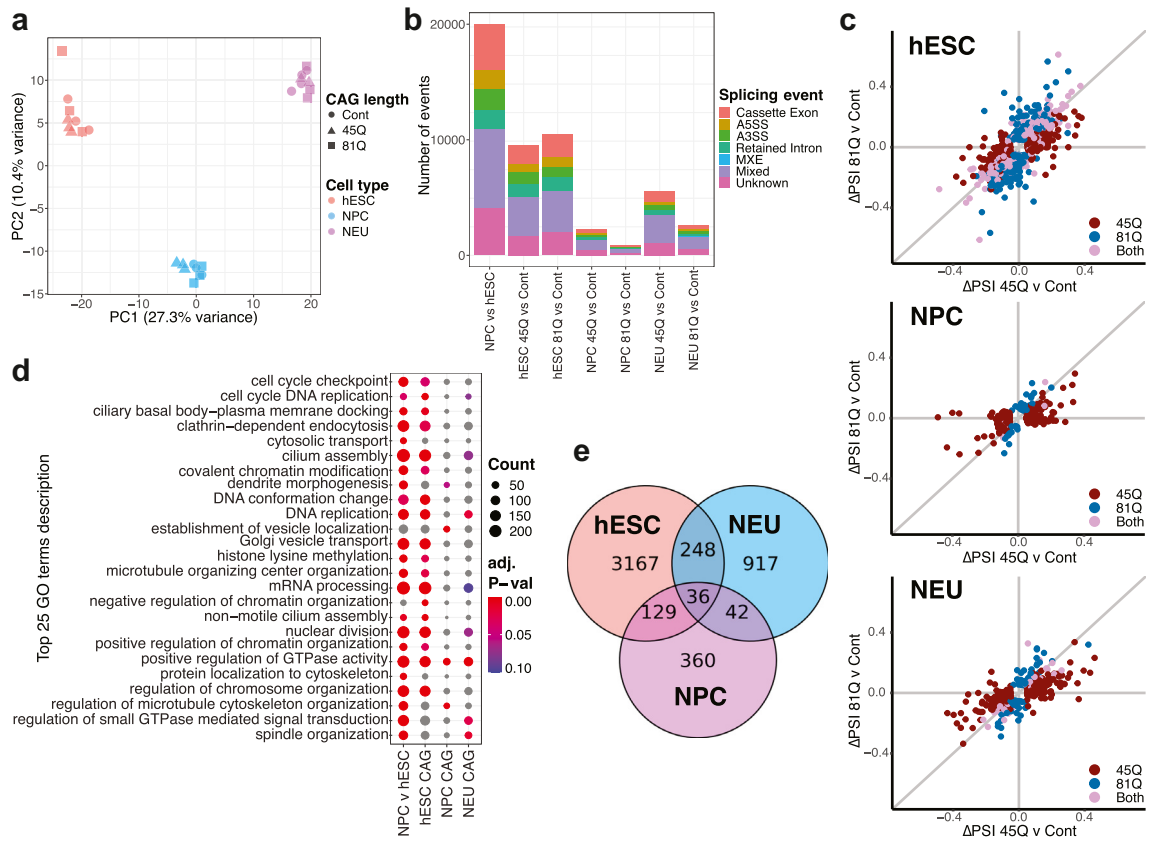 a
10
5
0
−5
−10
−15
−20
−10
0
10
20
PC2 (10.4% variance)
PC1 (27.3% variance)
CAG length
Cont
45Q
81Q
Cell type
hESC
NPC
NEU
b
20000
10000
0
Number of events
NPC vs hESC
hESC 45Q vs Cont
hESC 81Q vs Cont
NPC 45Q vs Cont
NPC 81Q vs Cont
NEU 45Q vs Cont
NEU 81Q vs Cont
Splicing event
Cassette Exon
A5SS
A3SS
Retained Intron
MXE
Mixed
Unknown
c
hESC
0.4
0.0
−0.4
ΔPSI 81Q v Cont
45Q
81Q
Both
−0.4
0.0
0.4
ΔPSI 45Q v Cont
NPC
0.4
0.0
−0.4
ΔPSI 81Q v Cont
45Q
81Q
Both
−0.4
0.0
0.4
ΔPSI 45Q v Cont
NEU
0.4
0.0
−0.4
ΔPSI 81Q v Cont
45Q
81Q
Both
−0.4
0.0
0.4
ΔPSI 45Q v Cont
d
Top 25 GO terms description
cell cycle checkpoint
cell cycle DNA replication
ciliary basal body−plasma memrane docking
clathrin−dependent endocytosis
cytosolic transport
cilium assembly
covalent chromatin modification
dendrite morphogenesis
DNA conformation change
DNA replication
establishment of vesicle localization
Golgi vesicle transport
histone lysine methylation
microtubule organizing center organization
mRNA processing
negative regulation of chromatin organization
non−motile cilium assembly
nuclear division
positive regulation of chromatin organization
positive regulation of GTPase activity
protein localization to cytoskeleton
regulation of chromosome organization
regulation of microtubule cytoskeleton organization
regulation of small GTPase mediated signal transduction
spindle organization
NPC v hESC
hESC CAG
NPC CAG
NEU CAG
Count
50
100
150
200
adj.
P−val
0.00
0.05
0.10
e
hESC
NEU
3167
248
917
36
129
42
360
NPC